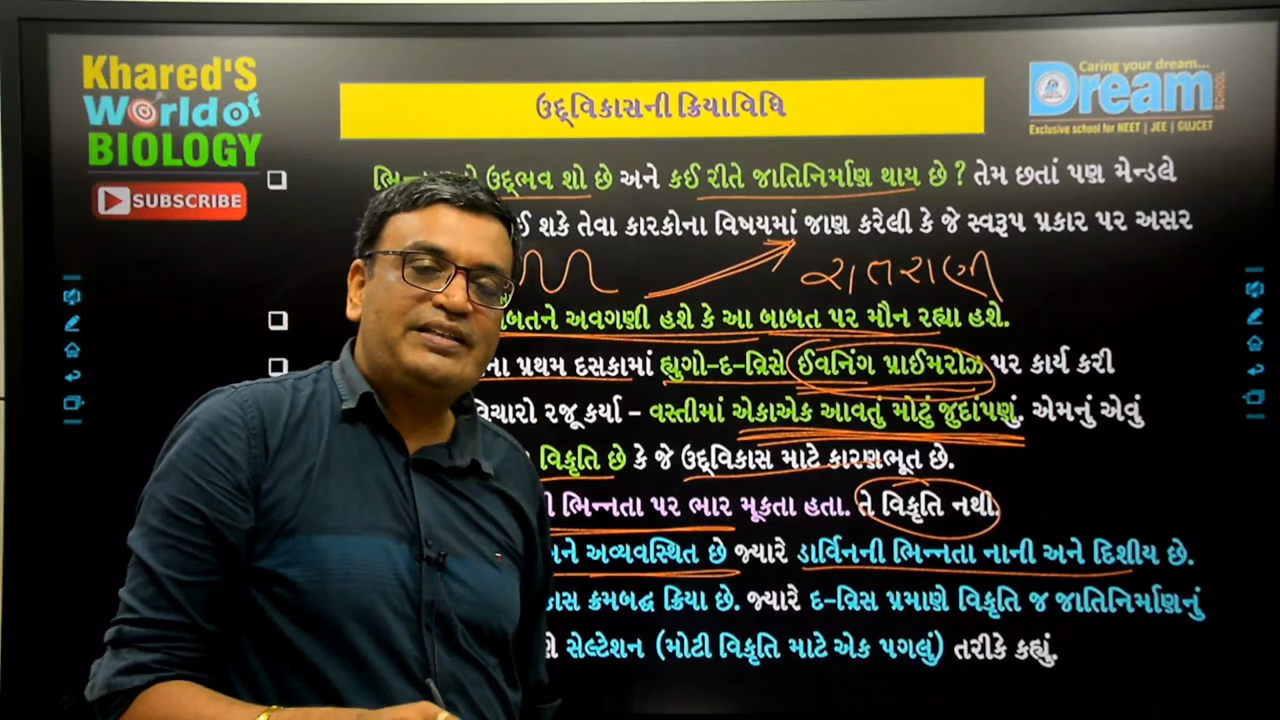 Khared'S
World of
BIOLOGY
SUBSCRIBE
ઉદ્‌વિકાસની ક્રિયાવિધિ
Caring your dream...
Dream
SCHOOL
Exclusive school for NEET | JEE | GUJCET
ઉદ્‌ભવ શો છે અને કઈ રીતે જાતિનિર્માણ થાય છે ? તેમ છતાં પણ મેન્ડલે
શકે તેવા કારકોના વિષયમાં જાણ કરેલી કે જે સ્વરૂપ પ્રકાર પર અસર
રાતરાણી
બાબતને અવગણી હશે કે આ બાબત પર મૌન રહ્યા હશે.
પ્રથમ દસકામાં હ્યુગો-દ-વ્રિસે ઈવનિંગ પ્રાઈમરોઝ પર કાર્ય કરી
વિચારો રજૂ કર્યા – વસ્તીમાં એકાએક આવતું મોટું જુદાંપણું. એમનું એવું
વિકૃતિ છે કે જે ઉદ્‌વિકાસ માટે કારણભૂત છે.
ભિન્નતા પર ભાર મૂકતા હતા. તે વિકૃતિ નથી.
અને અવ્યવસ્થિત છે જ્યારે ડાર્વિનની ભિન્નતા નાની અને દિશીય છે.
ક્રમબદ્ધ ક્રિયા છે. જ્યારે દ-વ્રિસ પ્રમાણે વિકૃતિ જ જાતિનિર્માણનું
સેલ્ટેશન (મોટી વિકૃતિ માટે એક પગલું) તરીકે કહ્યું.